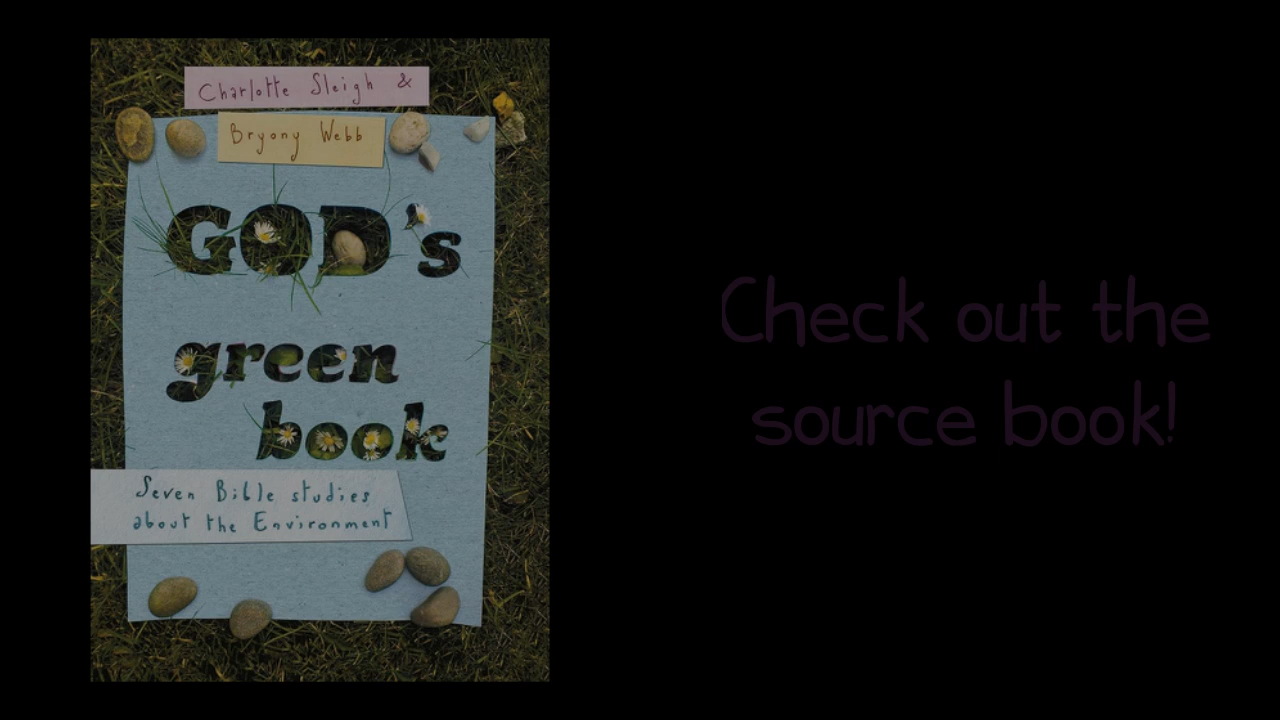 Charlotte Sleigh &
Bryony Webb
GOD's
green
book
Seven Bible studies
about the Environment
Check out the
source book!